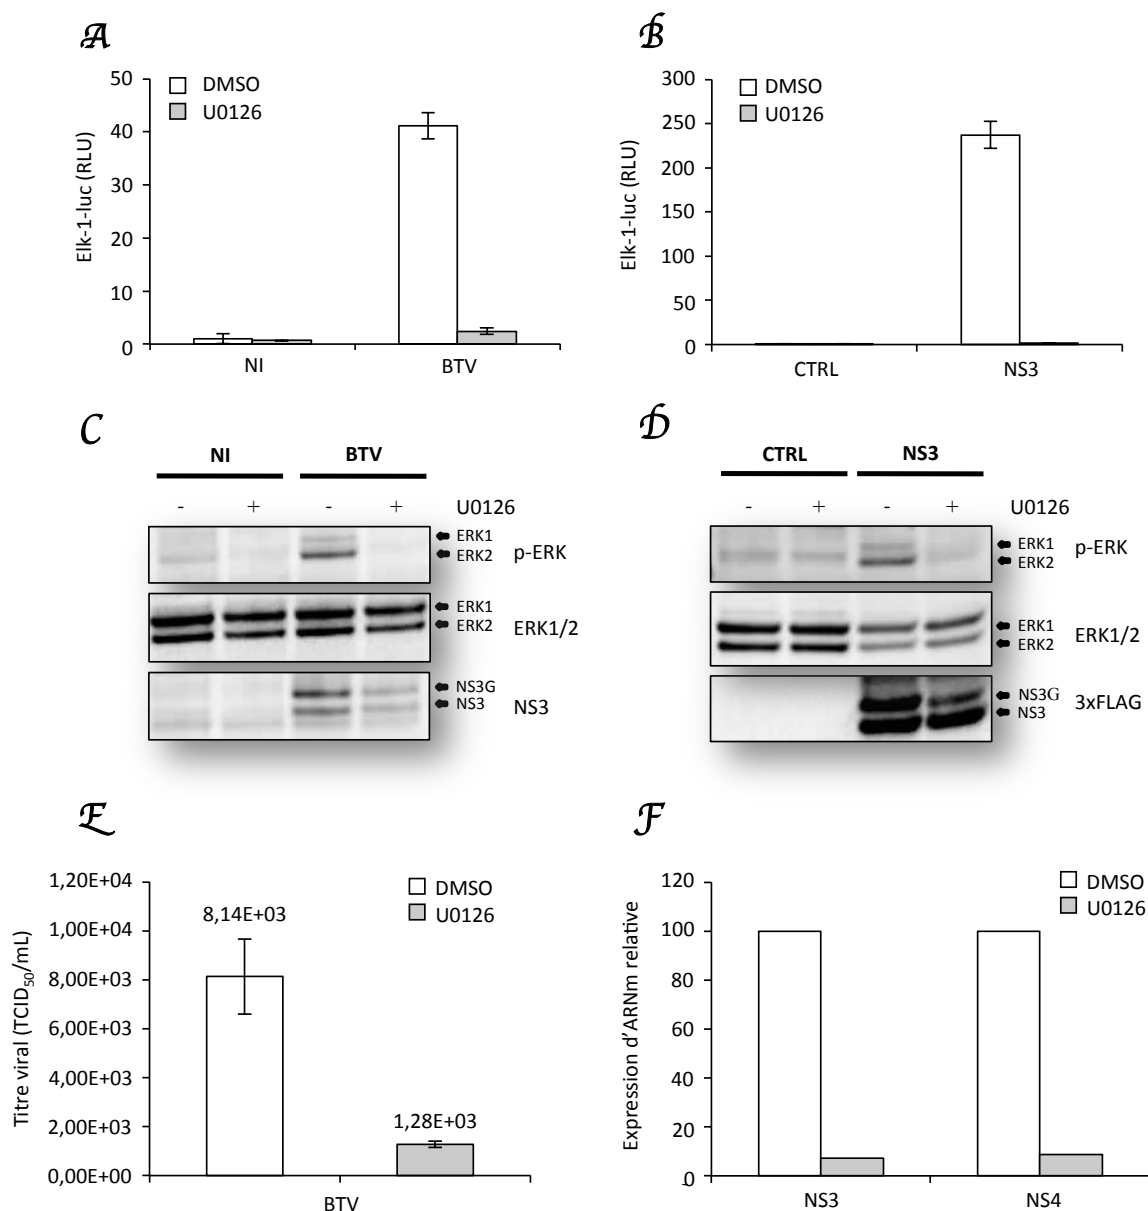 A
50
40
30
20
10
0
Elk-1-luc (RLU)
DMSO
U0126
NI
BTV
B
300
250
200
150
100
50
0
Elk-1-luc (RLU)
DMSO
U0126
CTRL
NS3
C
NI
BTV
- + - + U0126
ERK1
ERK2
p-ERK
ERK1
ERK2
ERK1/2
NS3G
NS3
NS3
D
CTRL
NS3
- + - + U0126
ERK1
ERK2
p-ERK
ERK1
ERK2
ERK1/2
NS3G
NS3
3xFLAG
E
1,20E+04
1,00E+04
8,00E+03
6,00E+03
4,00E+03
2,00E+03
0,00E+00
Titre viral (TCID50/mL)
8,14E+03
1,28E+03
DMSO
U0126
BTV
F
120
100
80
60
40
20
0
Expression d'ARNm relative
DMSO
U0126
NS3
NS4